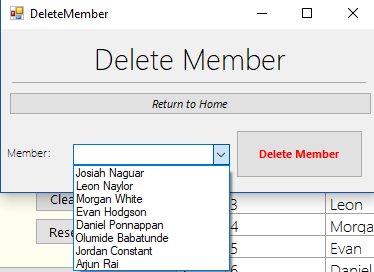 DeleteMember
Delete Member
Return to Home
Member:
Delete Member
Josiah Naguar
Leon Naylor
Morgan White
Evan Hodgson
Daniel Ponnappan
Olumide Babatunde
Jordan Constant
Arjun Rai
Clea
3 Leon
4 Morga
Rese
5 Evan
6 Daniel